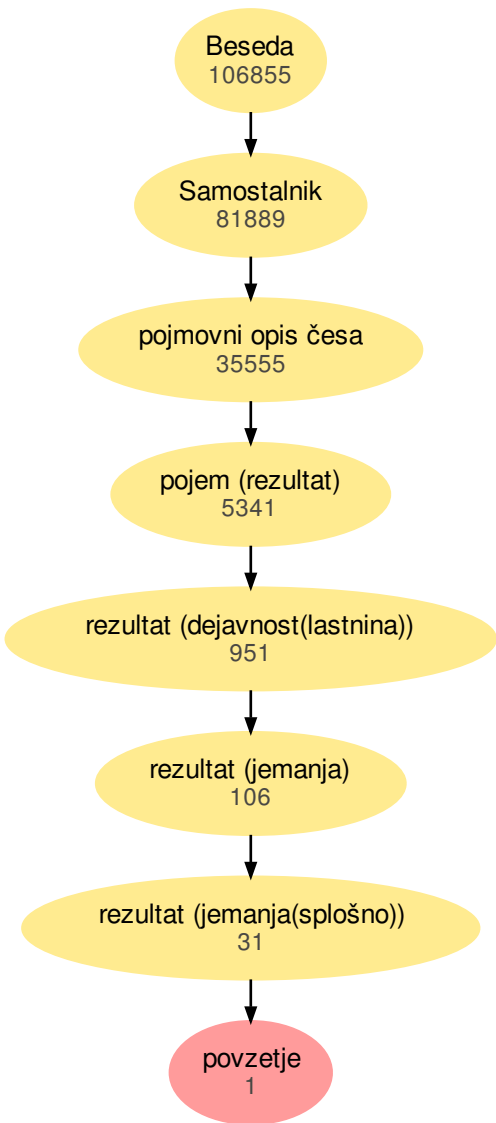 Beseda
106855
Samostalnik
81889
pojmovni opis česa
35555
pojem (rezultat)
5341
rezultat (dejavnost(lastnina))
951
rezultat (jemanja)
106
rezultat (jemanja(splošno))
31
povzetje
1